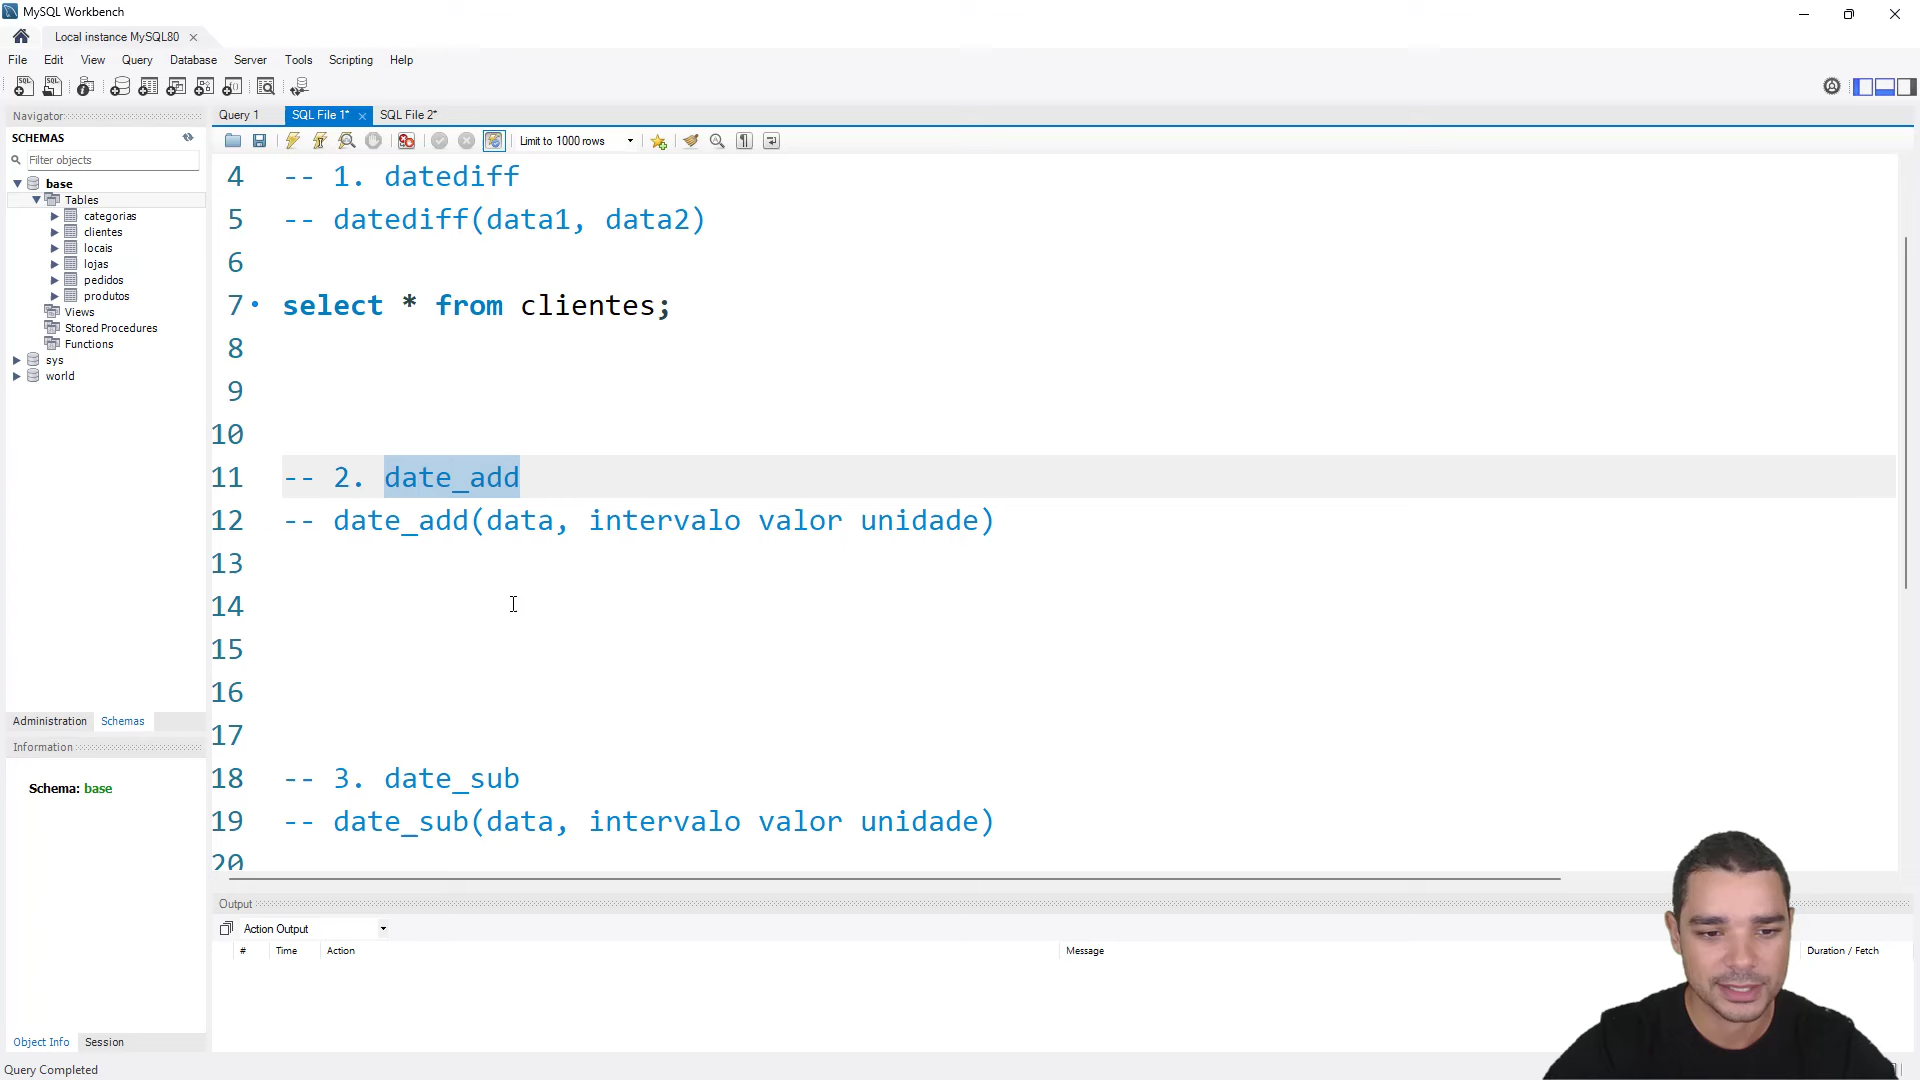 MySQL Workbench
Local instance MySQL80
File Edit View Query Database Server Tools Scripting Help
Navigator
SCHEMAS
Filter objects
base
Tables
categorias
clientes
locais
lojas
pedidos
produtos
Views
Stored Procedures
Functions
sys
world
Administration Schemas
Information
Schema: base
Object Info Session
Query Completed
Query 1 SQL File 1* SQL File 2*
Limit to 1000 rows
4 -- 1. datediff
5 -- datediff(data1, data2)
6
7 select * from clientes;
8
9
10
11 -- 2. date_add
12 -- date_add(data, intervalo valor unidade)
13
14
15
16
17
18 -- 3. date_sub
19 -- date_sub(data, intervalo valor unidade)
20
Output
Action Output
# Time Action Message Duration / Fetch